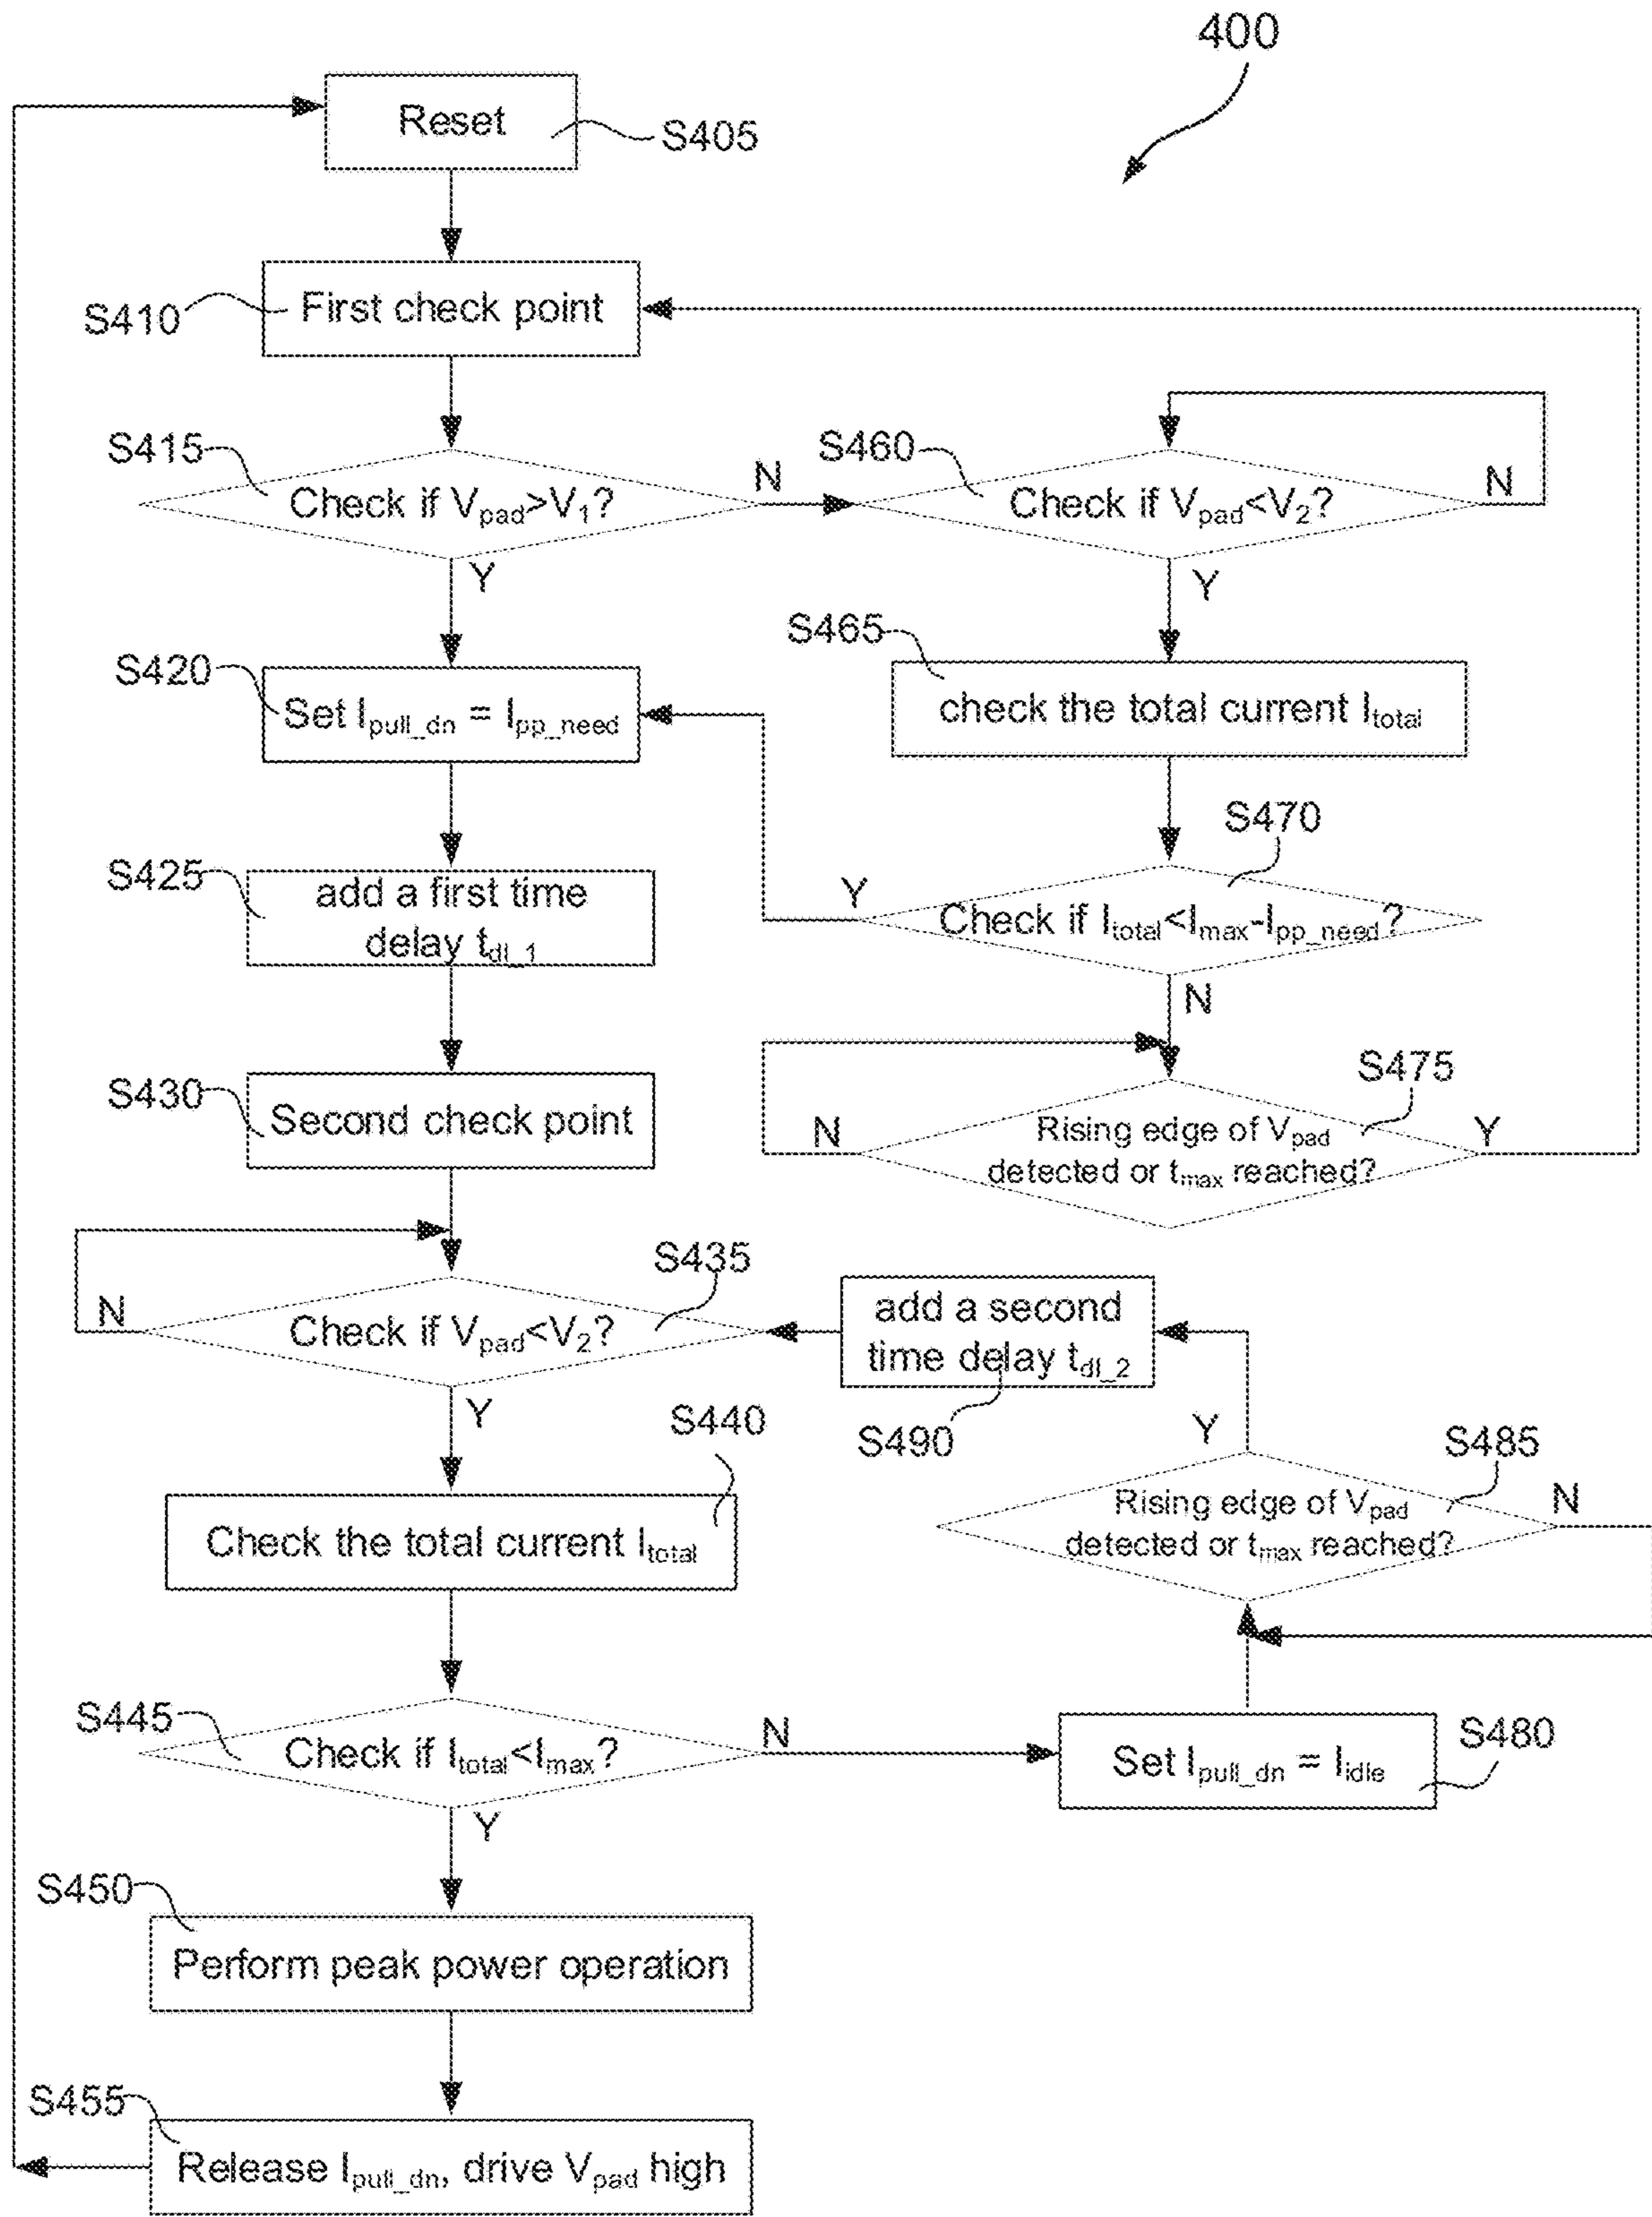 400
Reset
S405
First check point
S410
S415
Check if Vpad>V1?
N
Y
S460
Check if Vpad<V2?
N
Y
S420
Set Ipull_dn = Ipp_need
S465
check the total current Itotal
S470
Check if Itotal<Imax-Ipp_need?
Y
N
S425
add a first time
delay tdl_1
S430
Second check point
S475
Rising edge of Vpad
detected or tmax reached?
N
Y
S435
Check if Vpad<V2?
N
Y
add a second
time delay tdl_2
S490
S485
Rising edge of Vpad
detected or tmax reached?
Y
N
S440
Check the total current Itotal
S445
Check if Itotal<Imax?
N
Y
Set Ipull_dn = Iidle
S480
S450
Perform peak power operation
S455
Release Ipull_dn, drive Vpad high